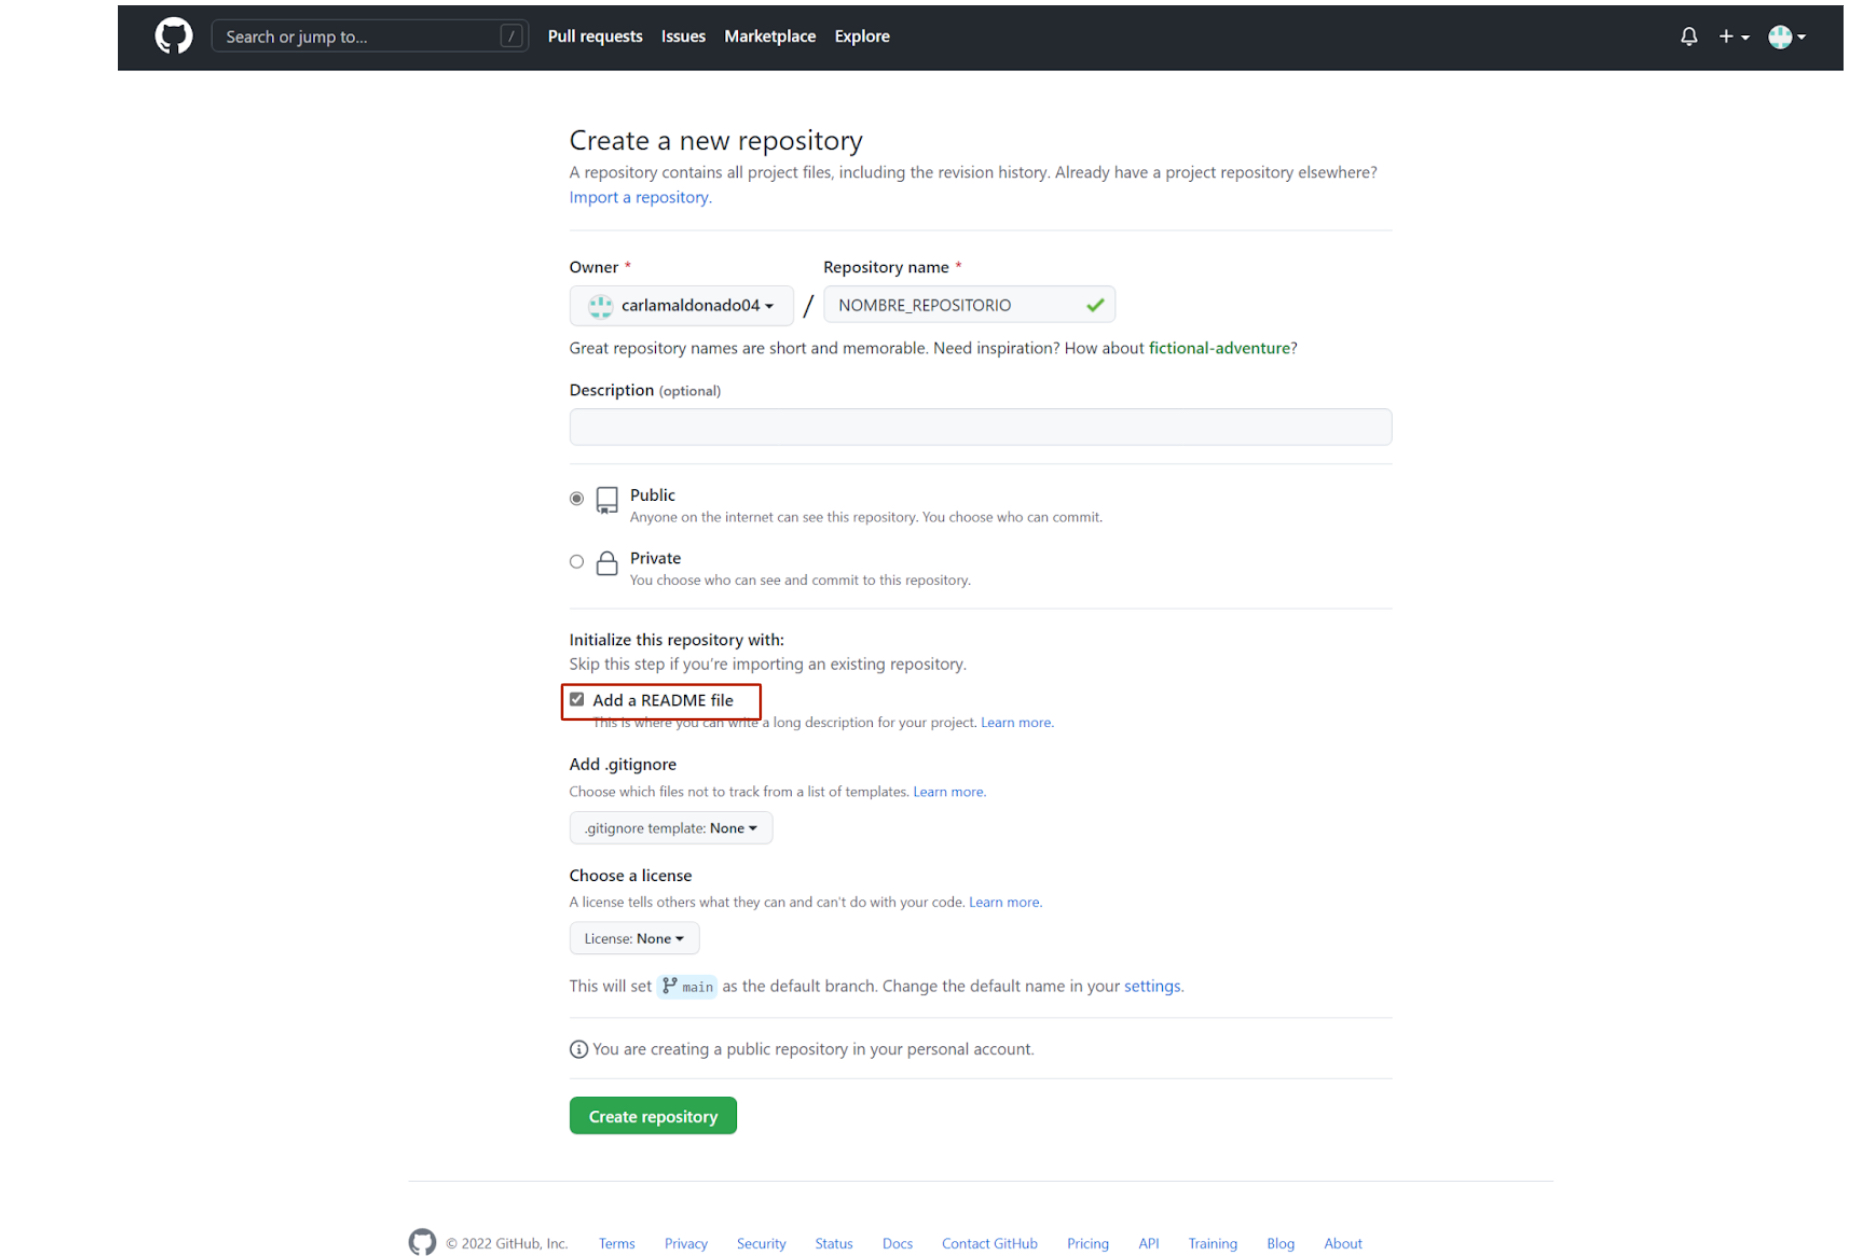 Search or jump to... / Pull requests Issues Marketplace Explore
Create a new repository
A repository contains all project files, including the revision history. Already have a project repository elsewhere?
Import a repository.
Owner * Repository name *
carlamaldonado04 / NOMBRE_REPOSITORIO
Great repository names are short and memorable. Need inspiration? How about fictional-adventure?
Description (optional)
Public
Anyone on the internet can see this repository. You choose who can commit.
Private
You choose who can see and commit to this repository.
Initialize this repository with:
Skip this step if you're importing an existing repository.
Add a README file
This is where you can write a long description for your project. Learn more.
Add .gitignore
Choose which files not to track from a list of templates. Learn more.
.gitignore template: None
Choose a license
A license tells others what they can and can't do with your code. Learn more.
License: None
This will set main as the default branch. Change the default name in your settings.
You are creating a public repository in your personal account.
Create repository
© 2022 GitHub, Inc. Terms Privacy Security Status Docs Contact GitHub Pricing API Training Blog About